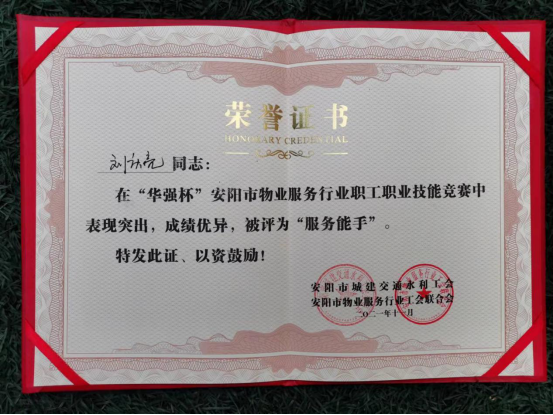 荣誉证书
HONORARY CREDENTIAL
刘庆亮 同志：
在“华强杯”安阳市物业服务行业职工职业技能竞赛中
表现突出，成绩优异，被评为“服务能手”。
特发此证、以资鼓励！
安阳市城建交通水利工会
安阳市物业服务行业工会联合会
二〇二一年十一月